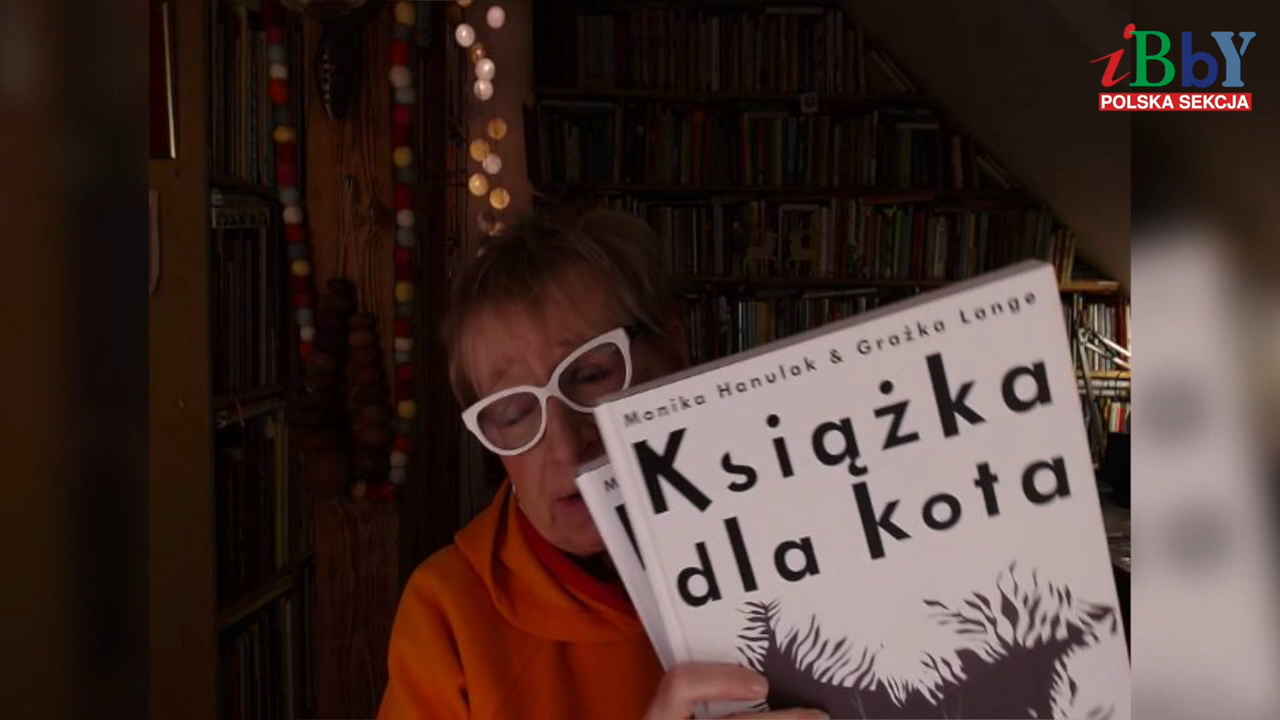 iBbY
POLSKA SEKCJA
Monika Hanulak & Grażka Lange
Książka
dla kota
M